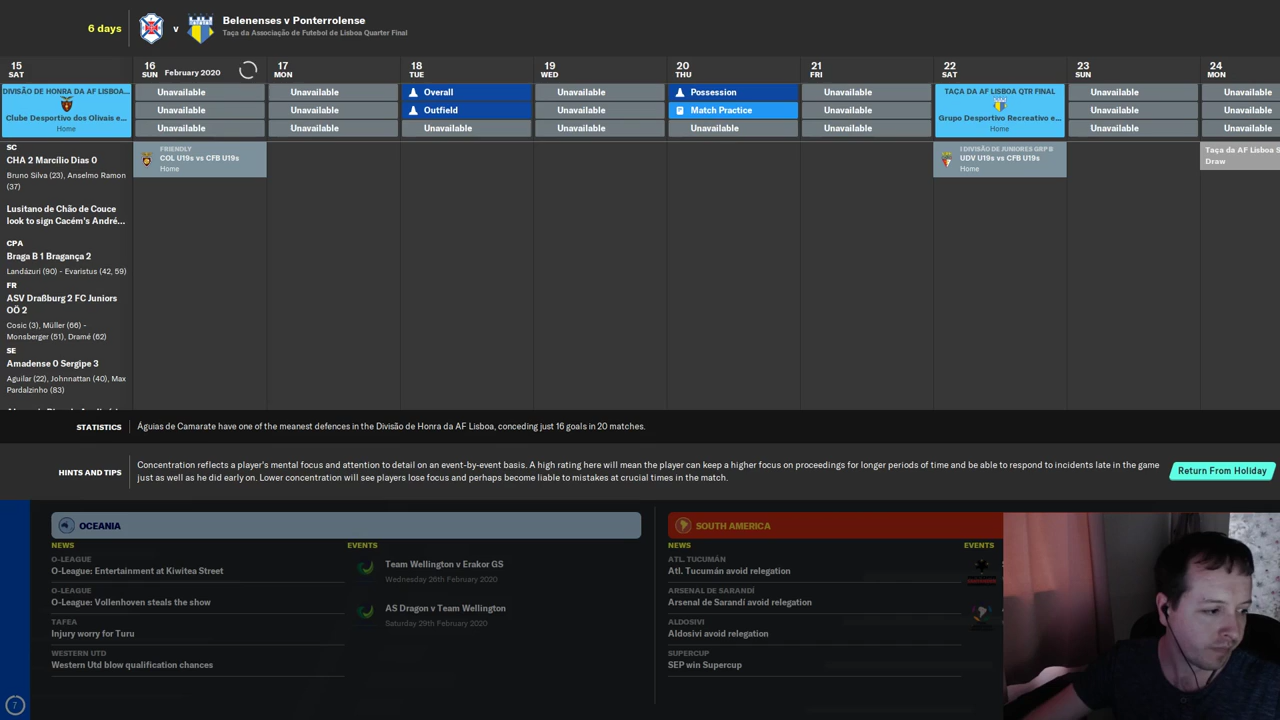 6 days
v
Belenenses v Ponterrolense
Taça da Associação de Futebol de Lisboa Quarter Final
15
SAT
16
SUN February 2020
17
MON
18
TUE
19
WED
20
THU
21
FRI
22
SAT
23
SUN
24
MON
DIVISÃO DE HONRA DA AF LISBOA...
Clube Desportivo dos Olivais e...
Home
Unavailable
Unavailable
Unavailable
Unavailable
Unavailable
Unavailable
Overall
Outfield
Unavailable
Unavailable
Unavailable
Unavailable
Possession
Match Practice
Unavailable
Unavailable
Unavailable
Unavailable
TAÇA DA AF LISBOA QTR FINAL
Grupo Desportivo Recreativo e...
Home
Unavailable
Unavailable
Unavailable
Unavailable
Unavailable
Unavailable
FRIENDLY
COL U19s vs CFB U19s
Home
I DIVISÃO DE JUNIORES GRP B
UDV U19s vs CFB U19s
Home
Taça da AF Lisboa S
Draw
SC
CHA 2 Marcílio Dias 0
Bruno Silva (23), Anselmo Ramon
(37)
Lusitano de Chão de Couce
look to sign Cacém's André...
CPA
Braga B 1 Bragança 2
Landázuri (90) - Evaristus (42, 59)
FR
ASV Draßburg 2 FC Juniors
OÖ 2
Cosic (3), Müller (66) -
Monsberger (51), Dramé (62)
SE
Amadense 0 Sergipe 3
Aguilar (22), Johnnattan (40), Max
Pardalzinho (83)
STATISTICS
Águias de Camarate have one of the meanest defences in the Divisão de Honra da AF Lisboa, conceding just 16 goals in 20 matches.
HINTS AND TIPS
Concentration reflects a player's mental focus and attention to detail on an event-by-event basis. A high rating here will mean the player can keep a higher focus on proceedings for longer periods of time and be able to respond to incidents late in the game
just as well as he did early on. Lower concentration will see players lose focus and perhaps become liable to mistakes at crucial times in the match.
Return From Holiday
OCEANIA
NEWS
O-LEAGUE
O-League: Entertainment at Kiwitea Street
O-LEAGUE
O-League: Vollenhoven steals the show
TAFEA
Injury worry for Turu
WESTERN UTD
Western Utd blow qualification chances
EVENTS
Team Wellington v Erakor GS
Wednesday 26th February 2020
AS Dragon v Team Wellington
Saturday 29th February 2020
SOUTH AMERICA
NEWS
ATL. TUCUMÁN
Atl. Tucumán avoid relegation
ARSENAL DE SARANDÍ
Arsenal de Sarandí avoid relegation
ALDOSIVI
Aldosivi avoid relegation
SUPERCUP
SEP win Supercup
EVENTS
7